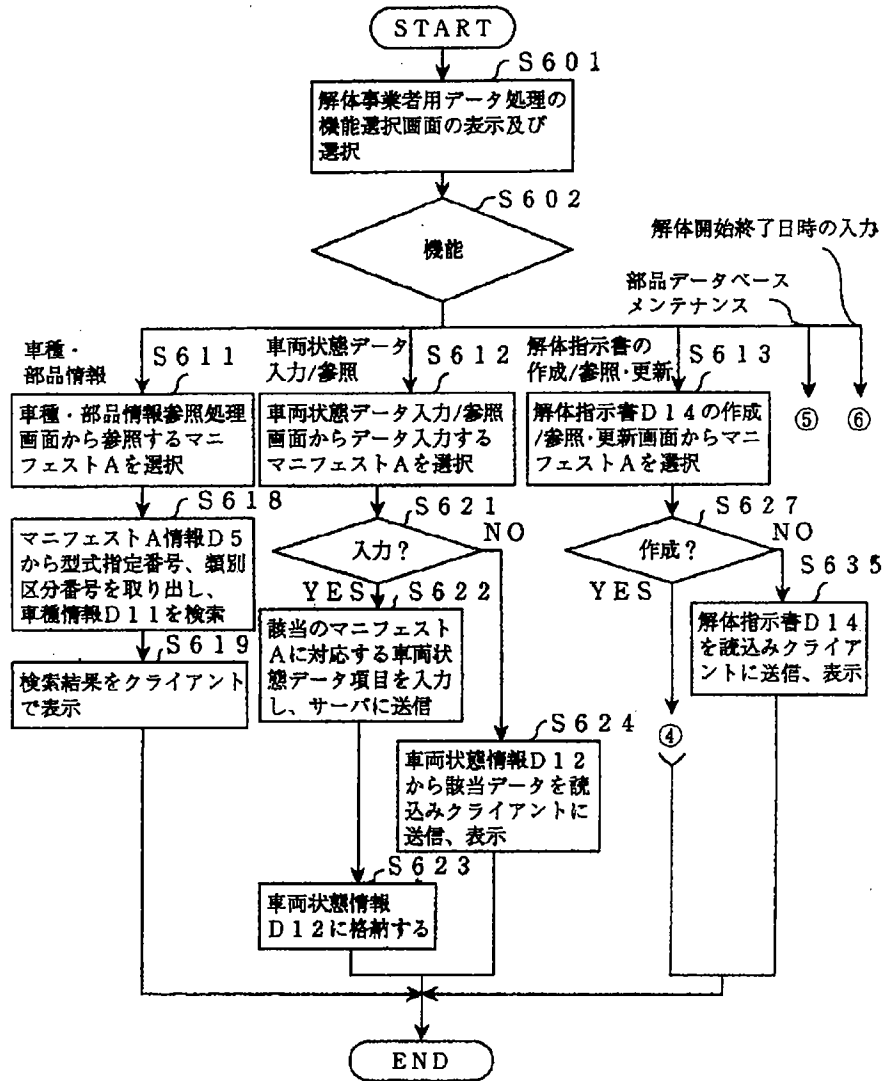 START
S601
解体事業者用データ処理の
機能選択画面の表示及び
選択
S602
機能
解体開始終了日時の入力
部品データベース
メンテナンス
車種・
部品情報
S611
車両状態データ
入力/参照
S612
解体指示書の
作成/参照・更新
S613
⑤
⑥
車種・部品情報参照処理
画面から参照するマニ
フェストAを選択
車両状態データ入力/参照
画面からデータ入力する
マニフェストAを選択
解体指示書D14の作成
/参照・更新画面からマニ
フェストAを選択
S618
マニフェストA情報D5
から型式指定番号、類別
区分番号を取り出し、
車種情報D11を検索
S621
入力?
NO
YES
S627
作成?
NO
YES
S635
解体指示書D14
を読込みクライア
ントに送信、表示
S622
該当のマニフェスト
Aに対応する車両状
態データ項目を入力
し、サーバに送信
S619
検索結果をクライアント
で表示
④
S624
車両状態情報D12
から該当データを読
込みクライアントに
送信、表示
S623
車両状態情報
D12に格納する
END